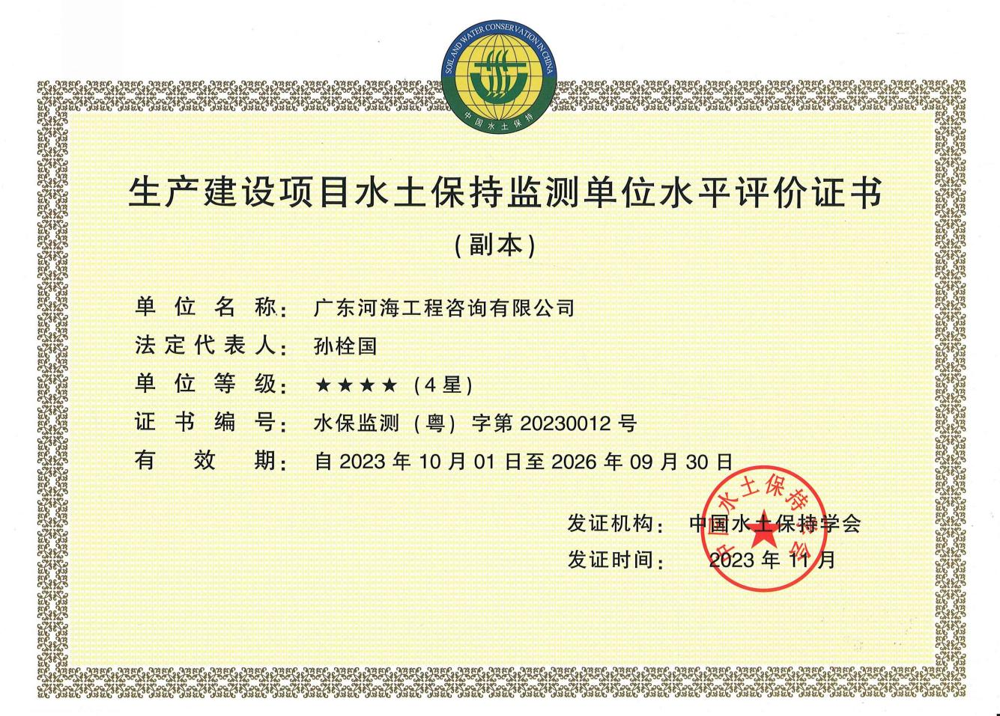 SOIL AND WATER CONSERVATION IN CHINA
中国水土保持
生产建设项目水土保持监测单位水平评价证书
(副本)
单位名称: 广东河海工程咨询有限公司
法定代表人: 孙栓国
单位等级: ★★★★ (4 星)
证书编号: 水保监测 (粤) 字第 20230012 号
有效期: 自 2023 年 10 月 01 日至 2026 年 09 月 30 日
发证机构: 中国水土保持学会
发证时间: 2023 年 11 月
中国水土保持学会